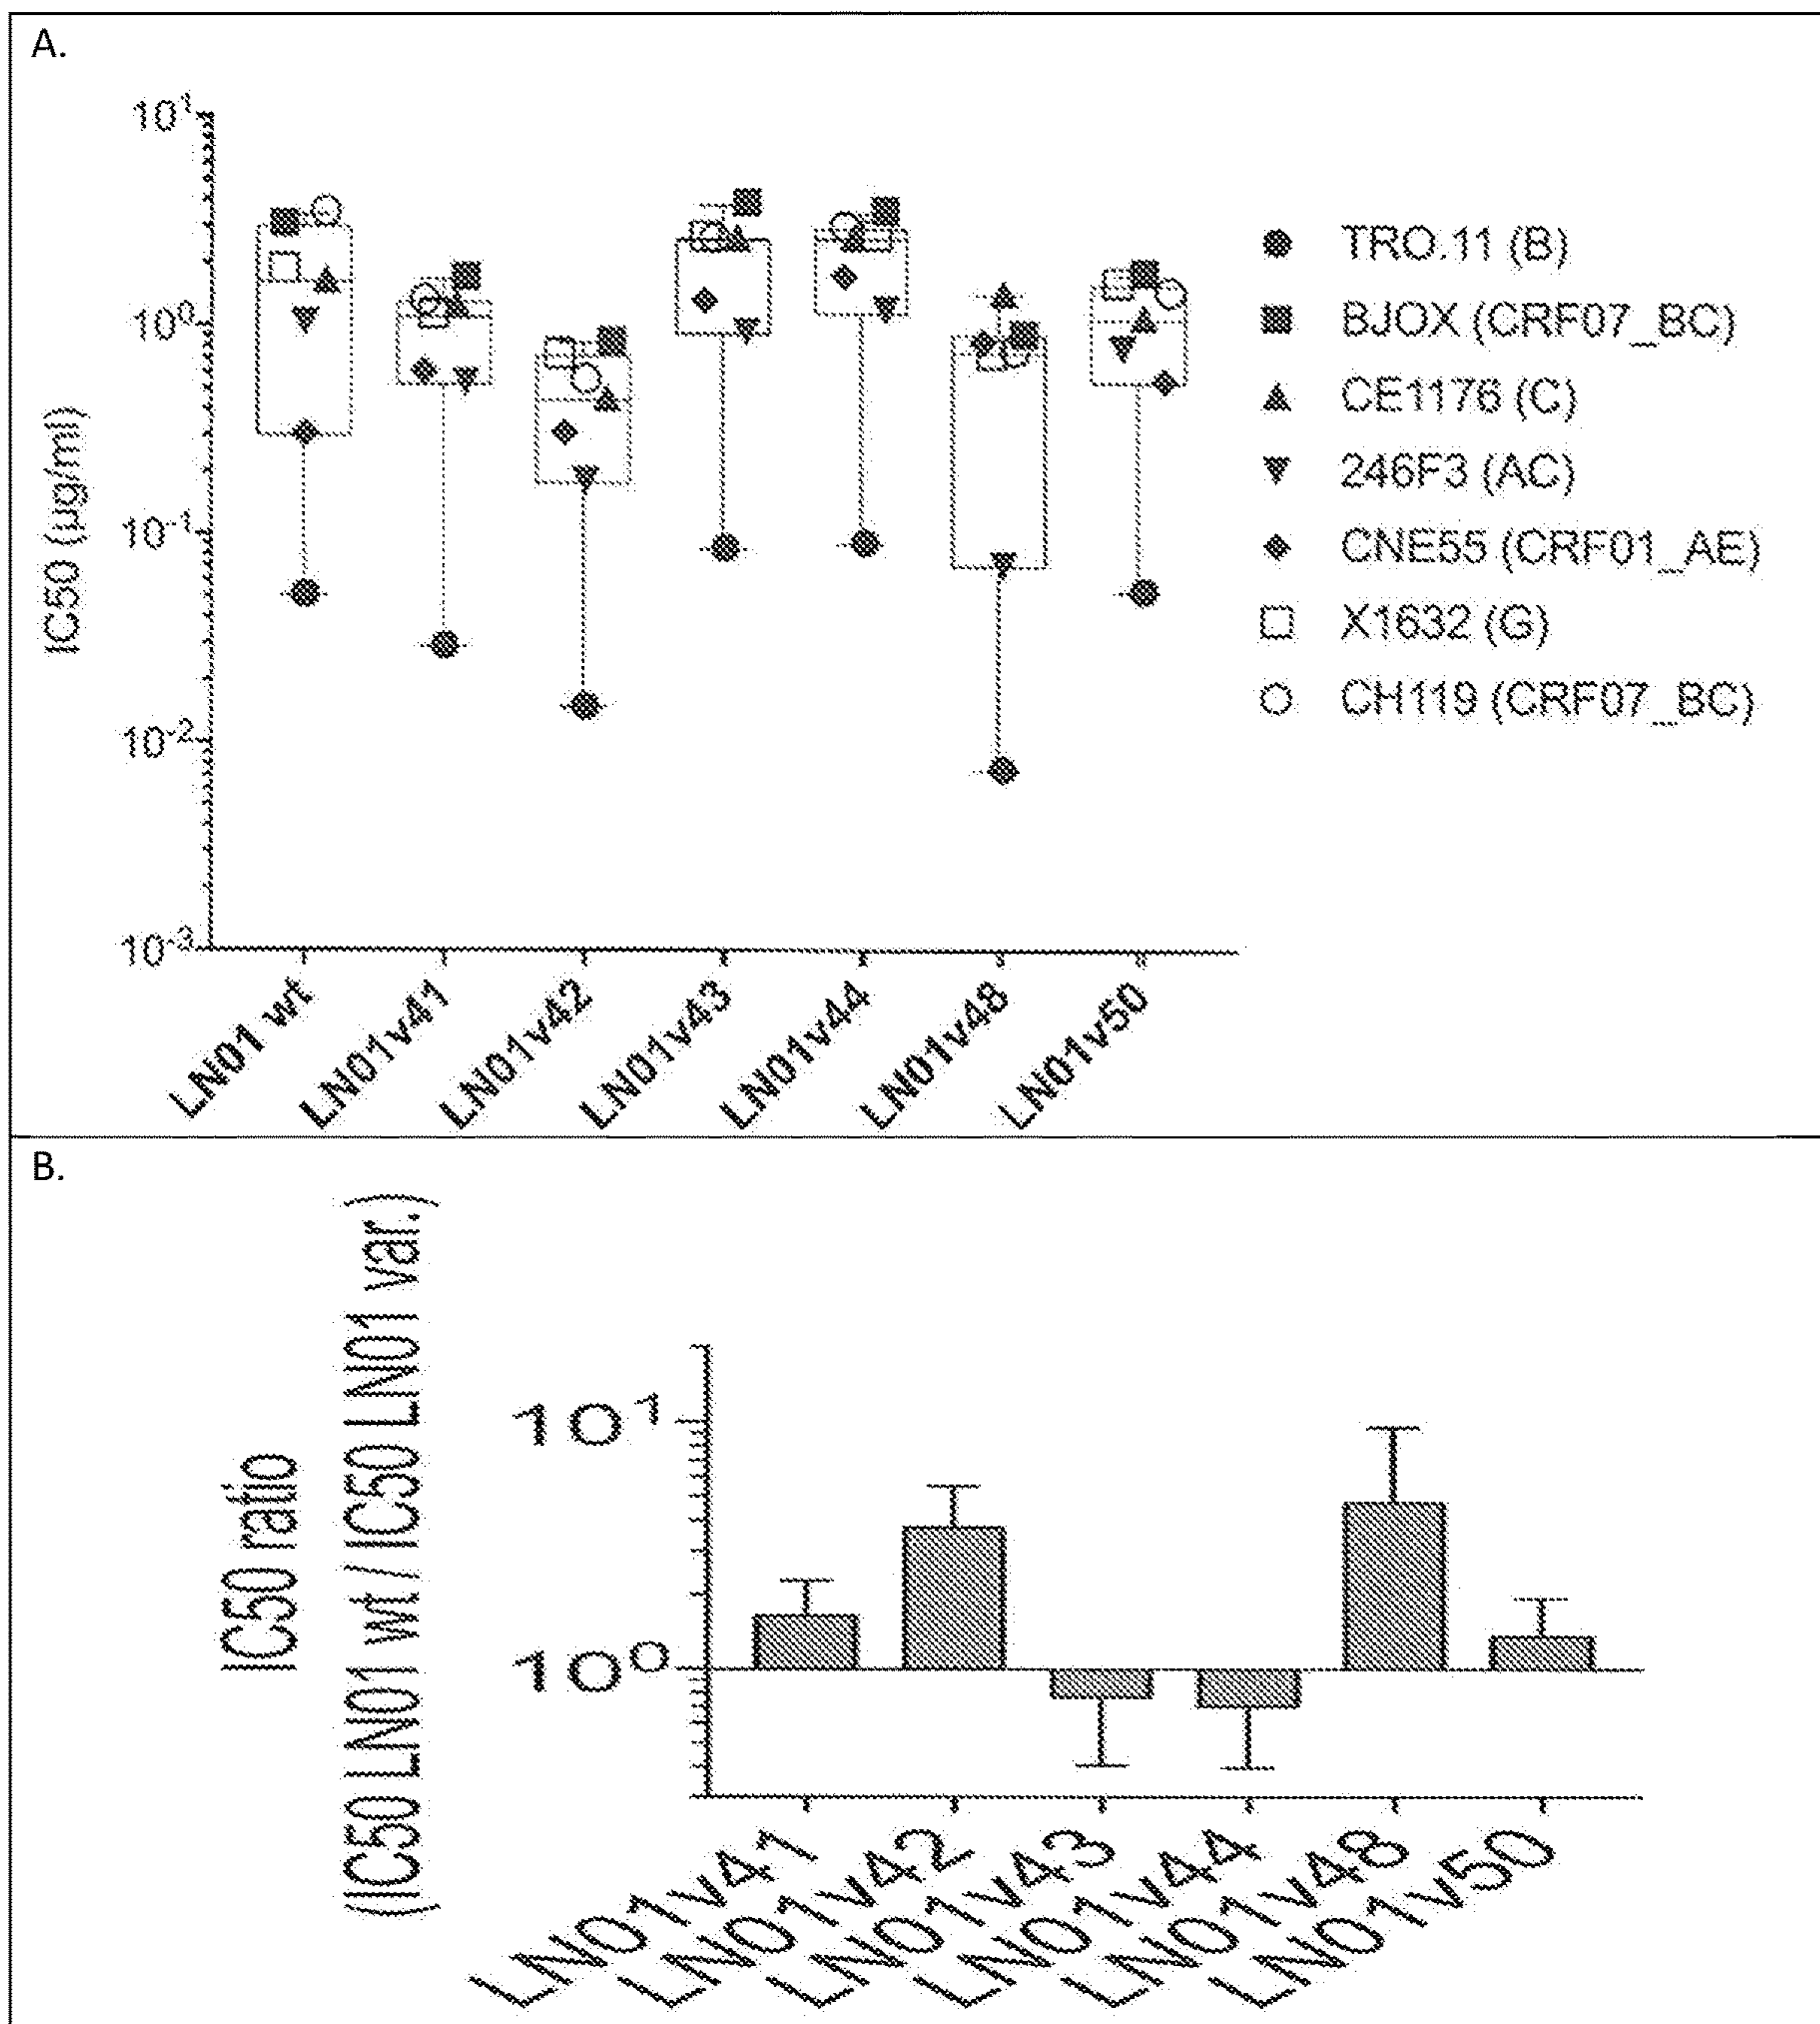 A.
IC50 (µg/ml)
10¹
10⁰
10⁻¹
10⁻²
10⁻³
LN01 wt
LN01v41
LN01v42
LN01v43
LN01v44
LN01v48
LN01v50
TRO.11 (B)
BJOX (CRF07_BC)
CE1176 (C)
246F3 (AC)
CNE55 (CRF01_AE)
X1632 (G)
CH119 (CRF07_BC)
B.
IC50 ratio
(IC50 LN01 wt / IC50 LN01 var.)
10¹
10⁰
LN01v41
LN01v42
LN01v43
LN01v44
LN01v48
LN01v50